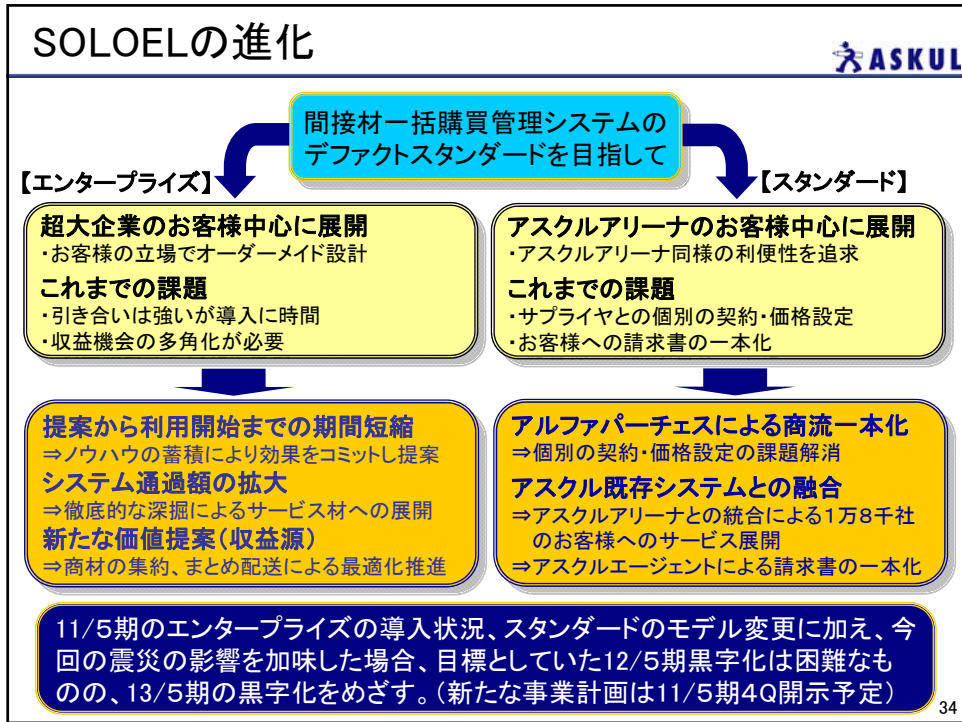 SOLOELの進化
ASKUL
間接材一括購買管理システムの
デファクトスタンダードを目指して
【エンタープライズ】
超大企業のお客様中心に展開
・お客様の立場でオーダーメイド設計
これまでの課題
・引き合いは強いが導入に時間
・収益機会の多角化が必要
提案から利用開始までの期間短縮
⇒ノウハウの蓄積により効果をコミットし提案
システム通過額の拡大
⇒徹底的な深掘によるサービス材への展開
新たな価値提案(収益源)
⇒商材の集約、まとめ配送による最適化推進
【スタンダード】
アスクルアリーナのお客様中心に展開
・アスクルアリーナ同様の利便性を追求
これまでの課題
・サプライヤとの個別の契約・価格設定
・お客様への請求書の一本化
アルファパーチェスによる商流一本化
⇒個別の契約・価格設定の課題解消
アスクル既存システムとの融合
⇒アスクルアリーナとの統合による1万8千社
のお客様へのサービス展開
⇒アスクルエージェントによる請求書の一本化
11/5期のエンタープライズの導入状況、スタンダードのモデル変更に加え、今
回の震災の影響を加味した場合、目標としていた12/5期黒字化は困難なも
のの、13/5期の黒字化をめざす。(新たな事業計画は11/5期4Q開示予定)
34